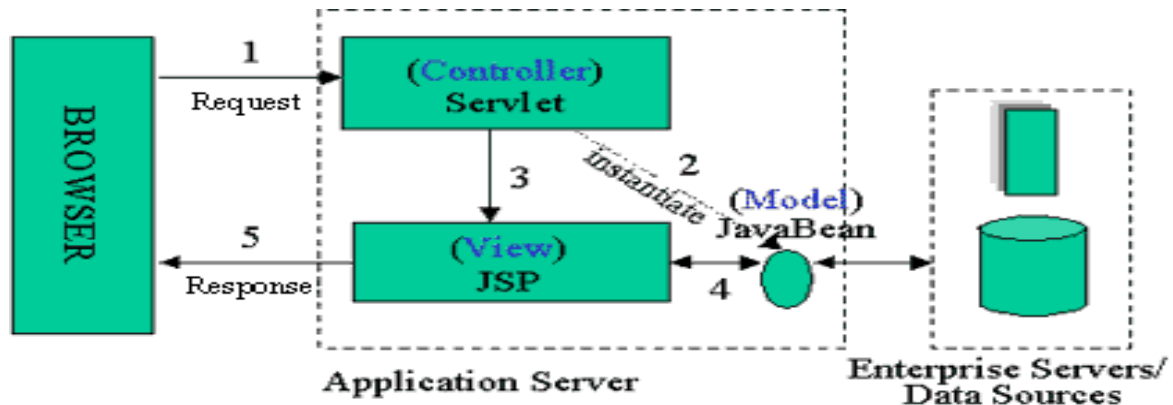 BROWSER
1
Request
(Controller)
Servlet
2
instantiate
3
(Model)
JavaBean
(View)
JSP
4
5
Response
Application Server
Enterprise Servers/
Data Sources